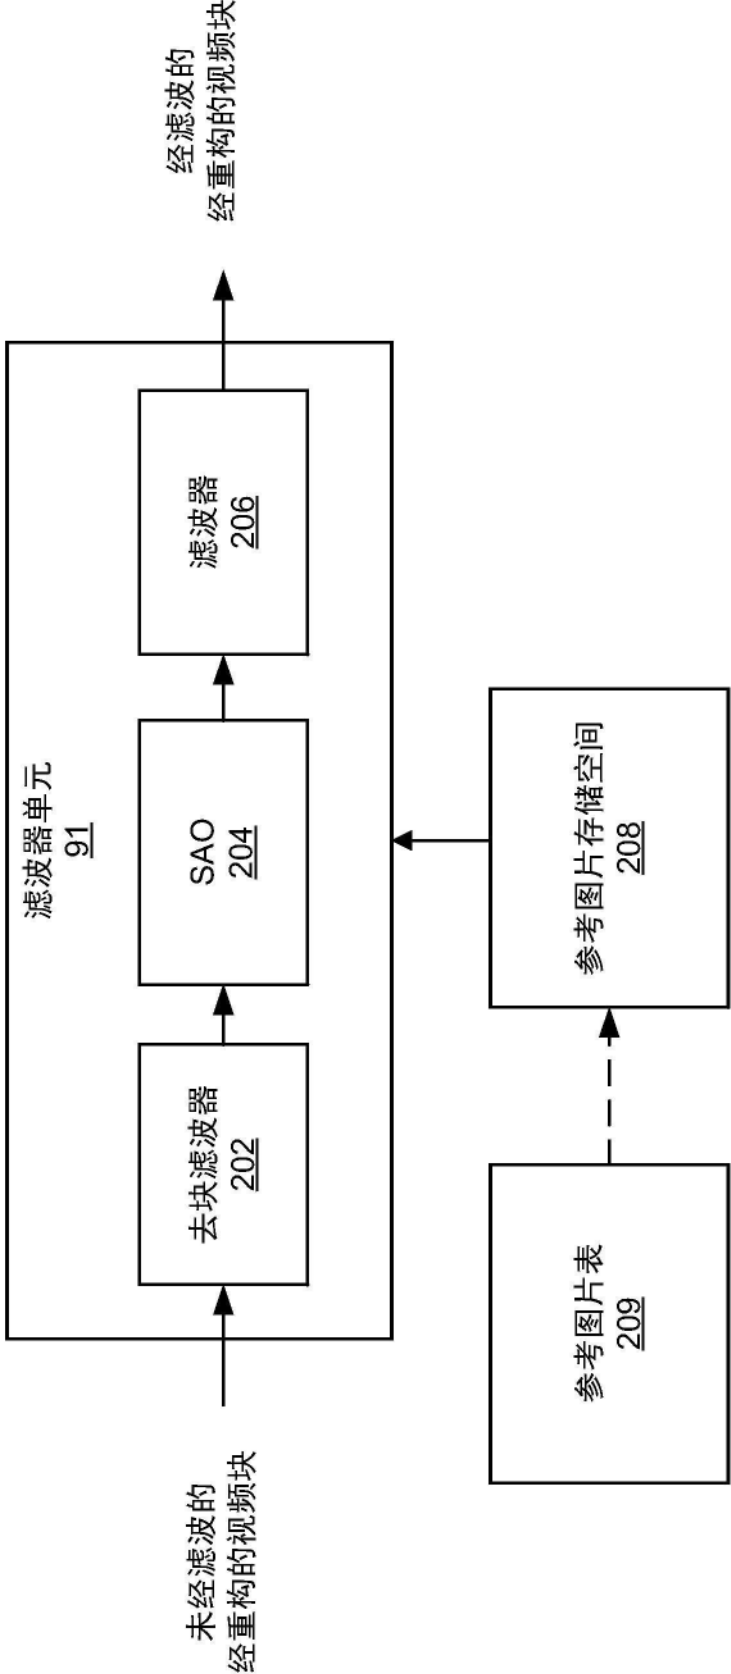 滤波器单元
91
未经滤波的
经重构的视频块
去块滤波器
202
SAO
204
滤波器
206
经滤波的
经重构的视频块
参考图片表
209
参考图片存储空间
208